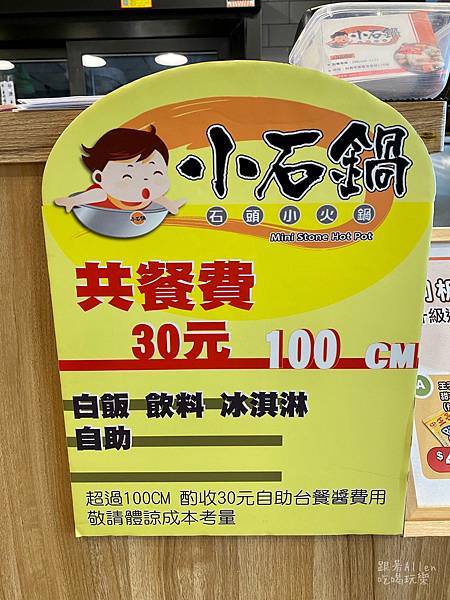 小石鍋
石頭小火鍋
Mini Stone Hot Pot
共餐費
30元 100 CM
白飯 飲料 冰淇淋
自助
超過100CM 酌收30元自助台餐醬費用
敬請體諒成本考量
小石鍋
跟著Allen
吃喝玩樂